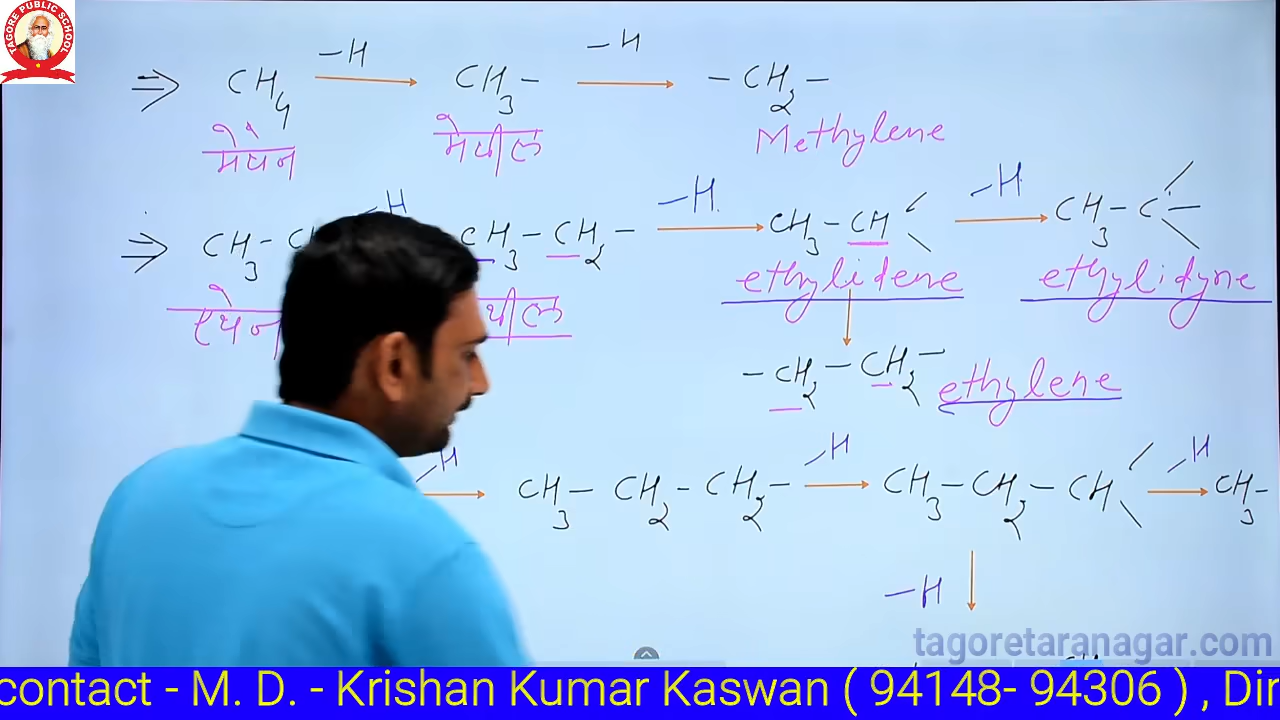 TAGORE PUBLIC SCHOOL
⇒ CH₄ –H→ CH₃– –H→ –CH₂–
मेथेन मेथील Methylene
⇒ CH₃– –H CH₃–CH₂– –H→ CH₃–CH –H→ CH₃–C
एथेन थील ethylidene ethylidyne
–CH₂–CH₂– ethylene
–H→ CH₃–CH₂–CH₂– –H→ CH₃–CH₂–CH –H→ CH₃–
–H
tagoretaranagar.com
contact - M. D. - Krishan Kumar Kaswan ( 94148- 94306 ) , Dir